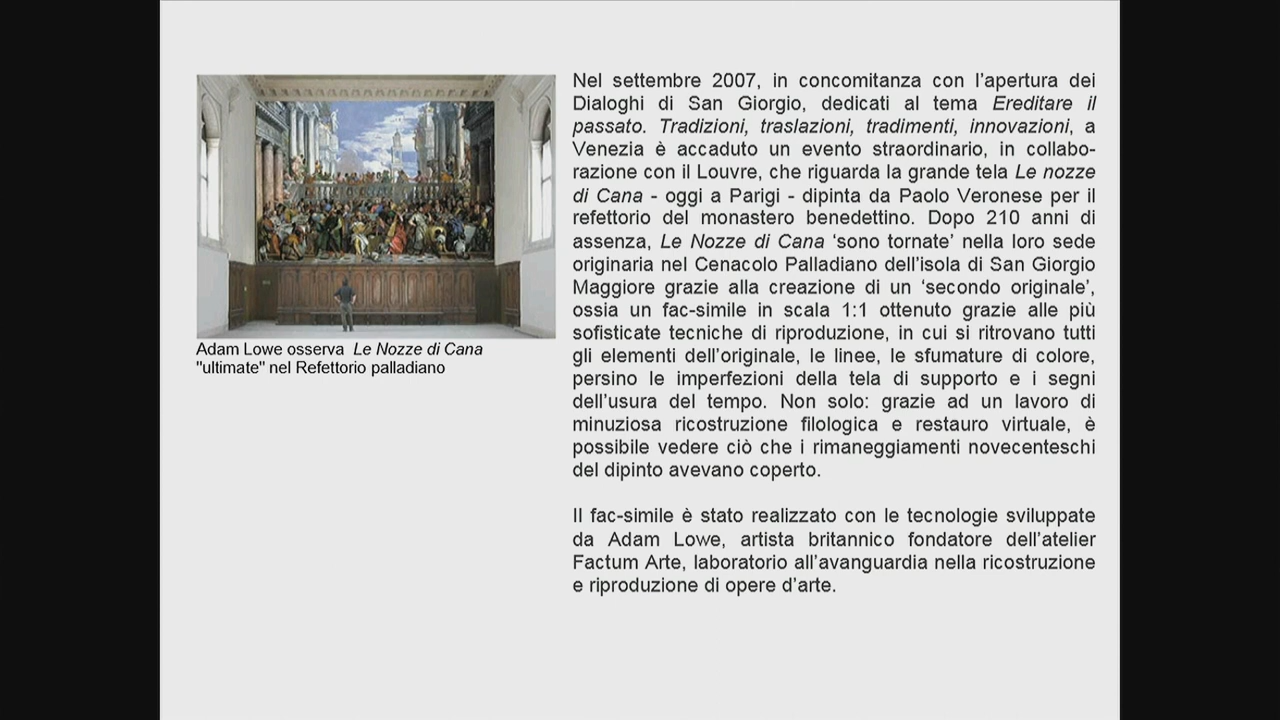 Nel settembre 2007, in concomitanza con l'apertura dei
Dialoghi di San Giorgio, dedicati al tema Ereditare il
passato. Tradizioni, traslazioni, tradimenti, innovazioni, a
Venezia è accaduto un evento straordinario, in collabo-
razione con il Louvre, che riguarda la grande tela Le nozze
di Cana - oggi a Parigi - dipinta da Paolo Veronese per il
refettorio del monastero benedettino. Dopo 210 anni di
assenza, Le Nozze di Cana ‘sono tornate’ nella loro sede
originaria nel Cenacolo Palladiano dell’isola di San Giorgio
Maggiore grazie alla creazione di un ‘secondo originale’,
ossia un fac-simile in scala 1:1 ottenuto grazie alle più
sofisticate tecniche di riproduzione, in cui si ritrovano tutti
gli elementi dell’originale, le linee, le sfumature di colore,
persino le imperfezioni della tela di supporto e i segni
dell’usura del tempo. Non solo: grazie ad un lavoro di
minuziosa ricostruzione filologica e restauro virtuale, è
possibile vedere ciò che i rimaneggiamenti novecenteschi
del dipinto avevano coperto.
Il fac-simile è stato realizzato con le tecnologie sviluppate
da Adam Lowe, artista britannico fondatore dell’atelier
Factum Arte, laboratorio all’avanguardia nella ricostruzione
e riproduzione di opere d’arte.
Adam Lowe osserva Le Nozze di Cana
"ultimate" nel Refettorio palladiano